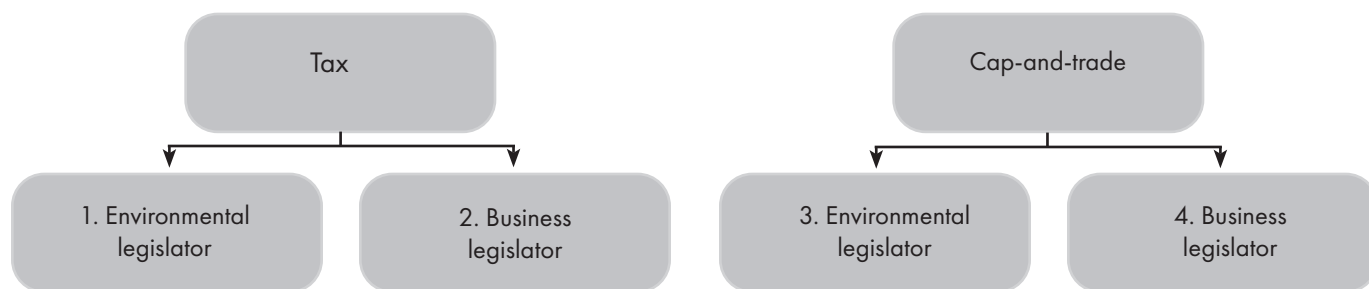 Tax
Cap-and-trade
1. Environmental
legislator
2. Business
legislator
3. Environmental
legislator
4. Business
legislator